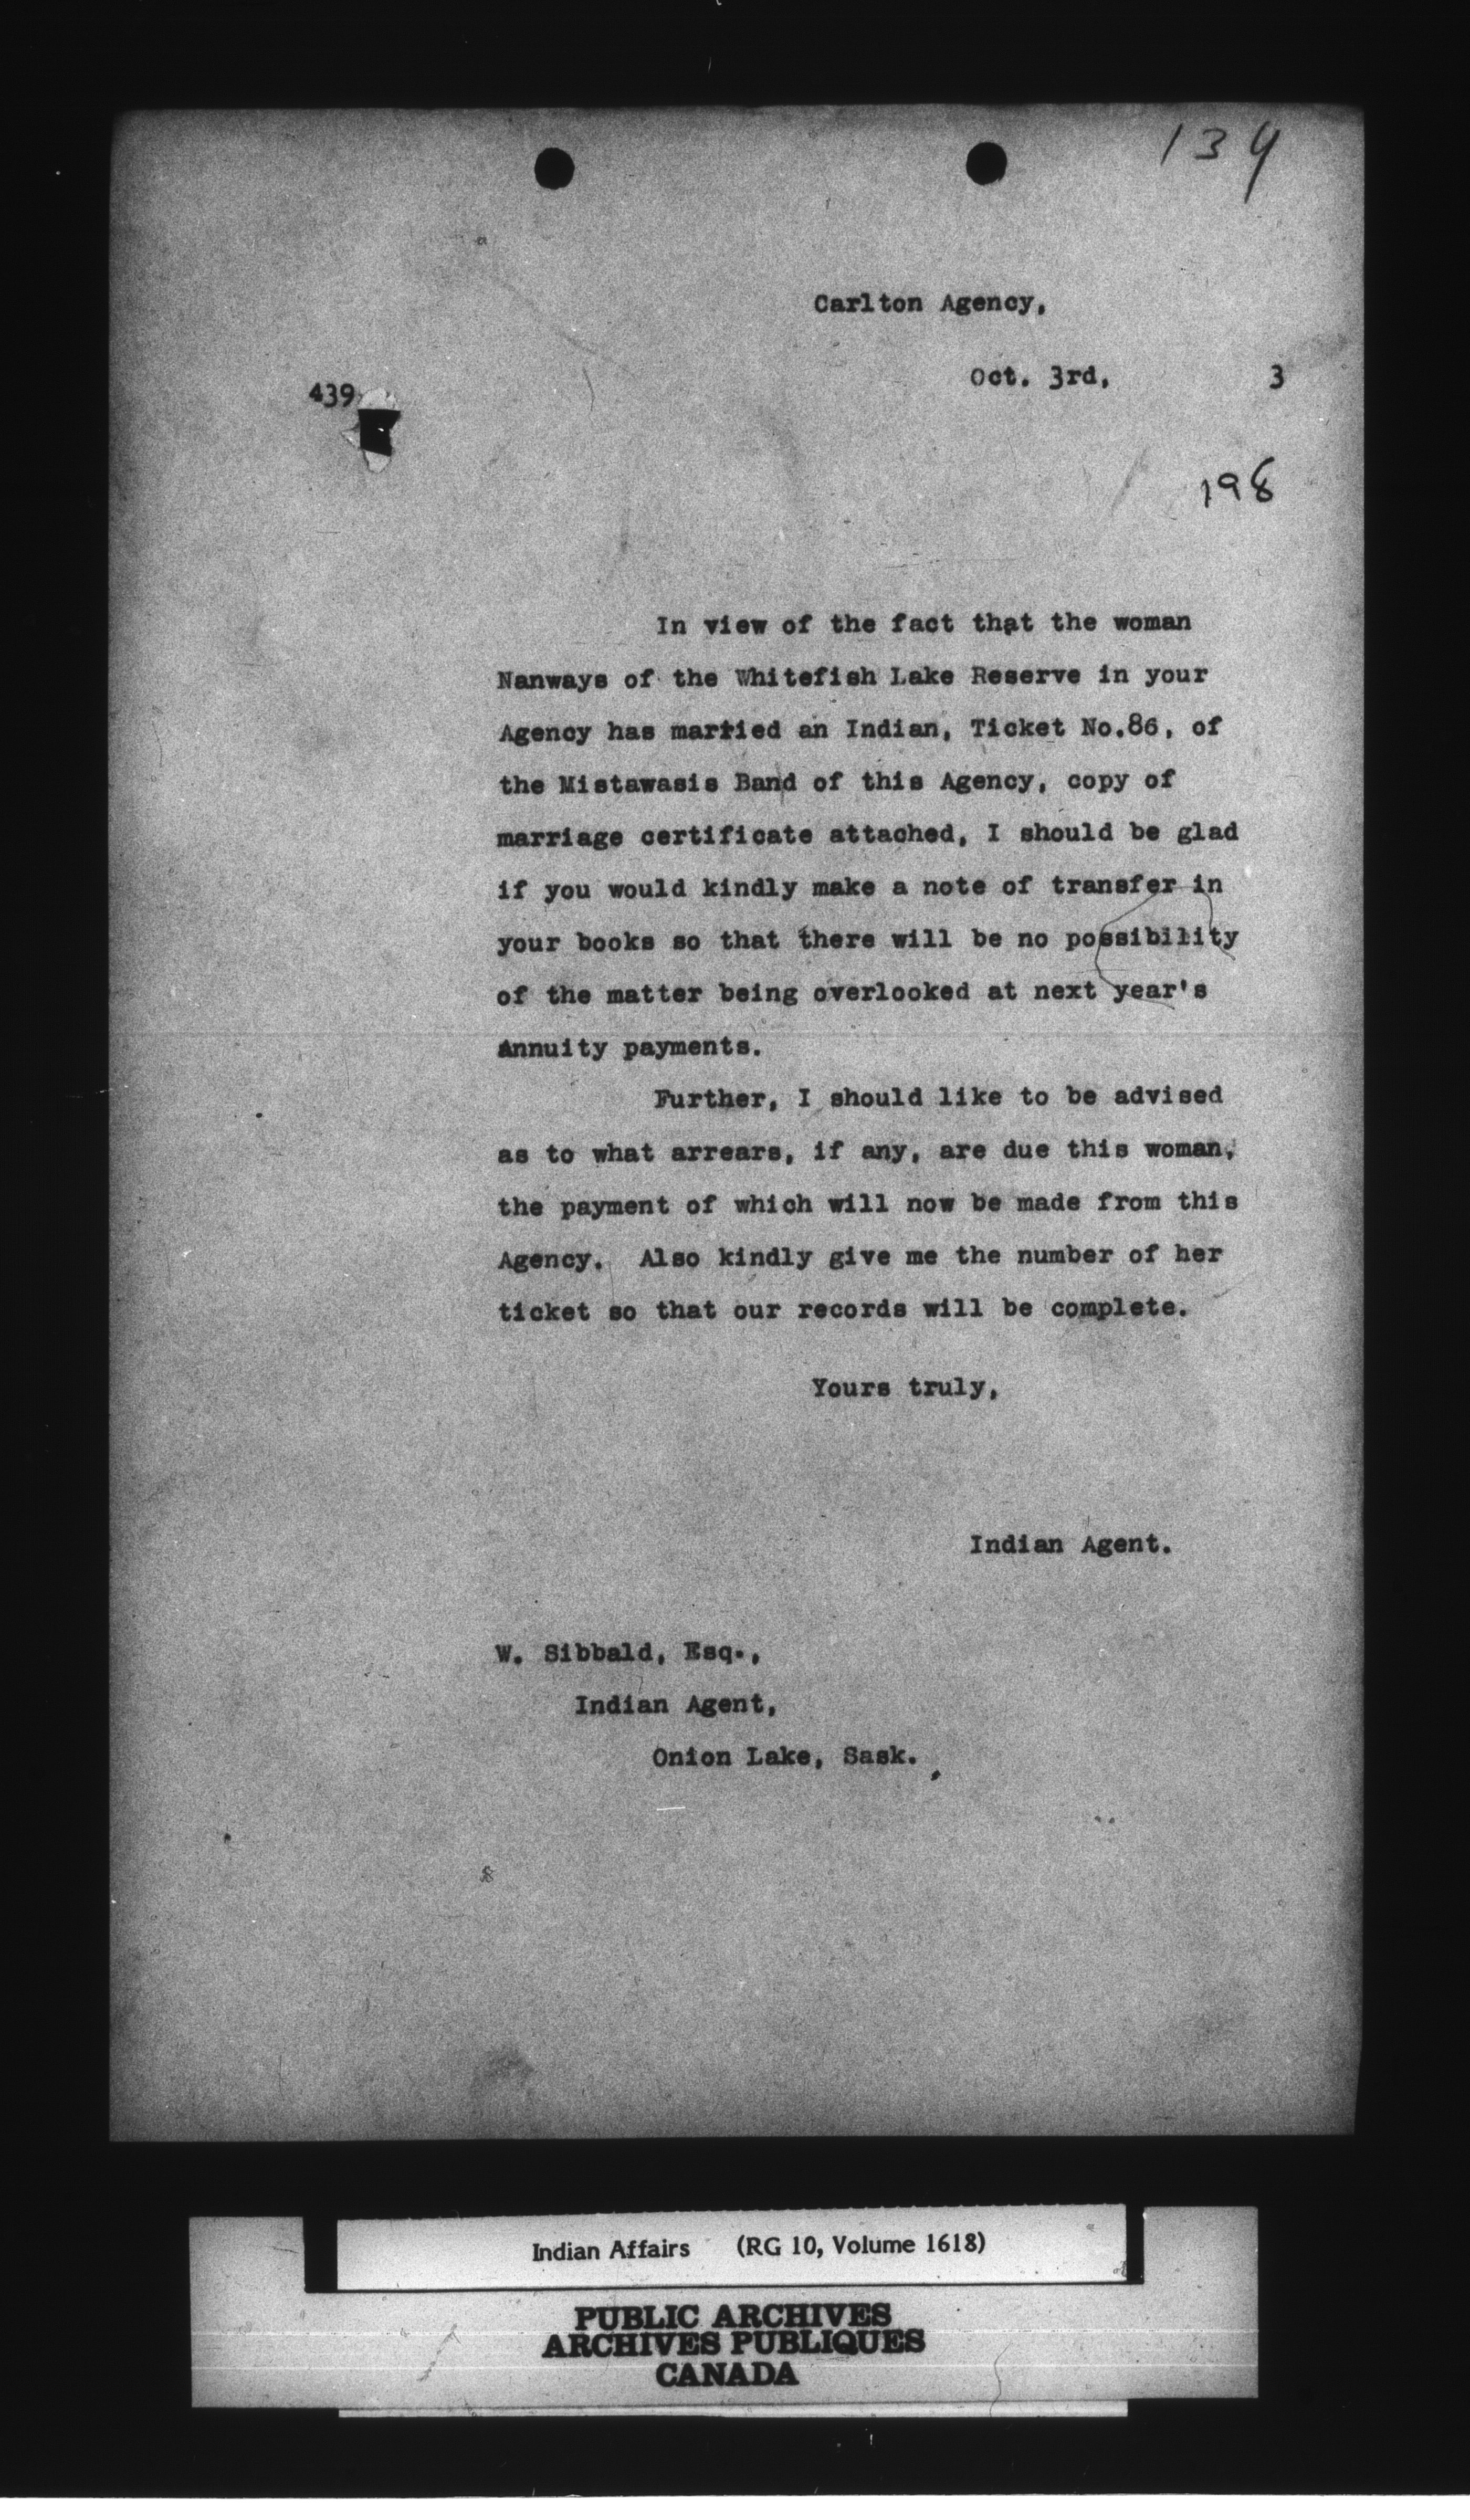 134
Carlton Agency,
Oct. 3rd, 3
439
198
In view of the fact that the woman
Nanways of the Whitefish Lake Reserve in your
Agency has married an Indian, Ticket No.86, of
the Mistawasis Band of this Agency, copy of
marriage certificate attached, I should be glad
if you would kindly make a note of transfer in
your books so that there will be no possibility
of the matter being overlooked at next year's
Annuity payments.
Further, I should like to be advised
as to what arrears, if any, are due this woman,
the payment of which will now be made from this
Agency. Also kindly give me the number of her
ticket so that our records will be complete.
Yours truly,
Indian Agent.
W. Sibbald, Esq.,
Indian Agent,
Onion Lake, Sask.
Indian Affairs (RG 10, Volume 1618)
PUBLIC ARCHIVES
ARCHIVES PUBLIQUES
CANADA